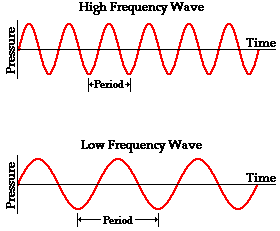 High Frequency Wave
Pressure
Time
Period
Low Frequency Wave
Pressure
Time
Period